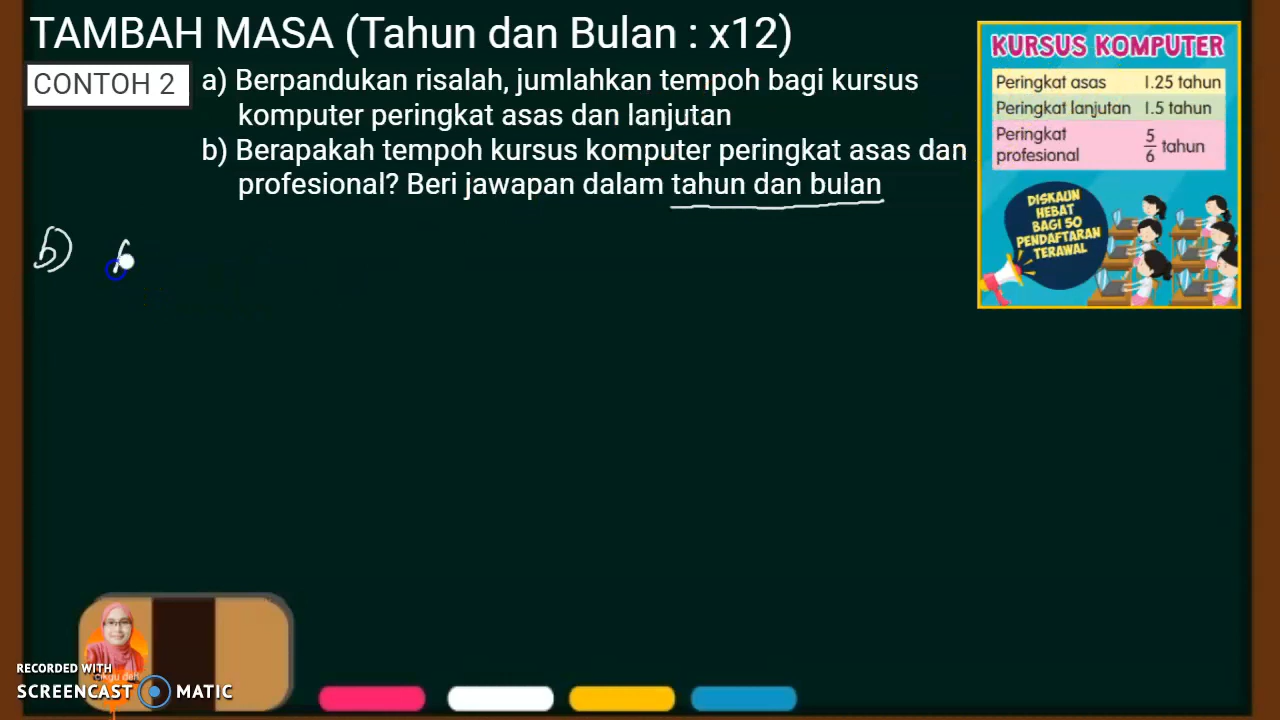 TAMBAH MASA (Tahun dan Bulan : x12)
CONTOH 2
a) Berpandukan risalah, jumlahkan tempoh bagi kursus
komputer peringkat asas dan lanjutan
b) Berapakah tempoh kursus komputer peringkat asas dan
profesional? Beri jawapan dalam tahun dan bulan
KURSUS KOMPUTER
Peringkat asas 1.25 tahun
Peringkat lanjutan 1.5 tahun
Peringkat
profesional 5/6 tahun
DISKAUN
HEBAT
BAGI 50
PENDAFTARAN
TERAWAL
b)
RECORDED WITH
SCREENCAST MATIC